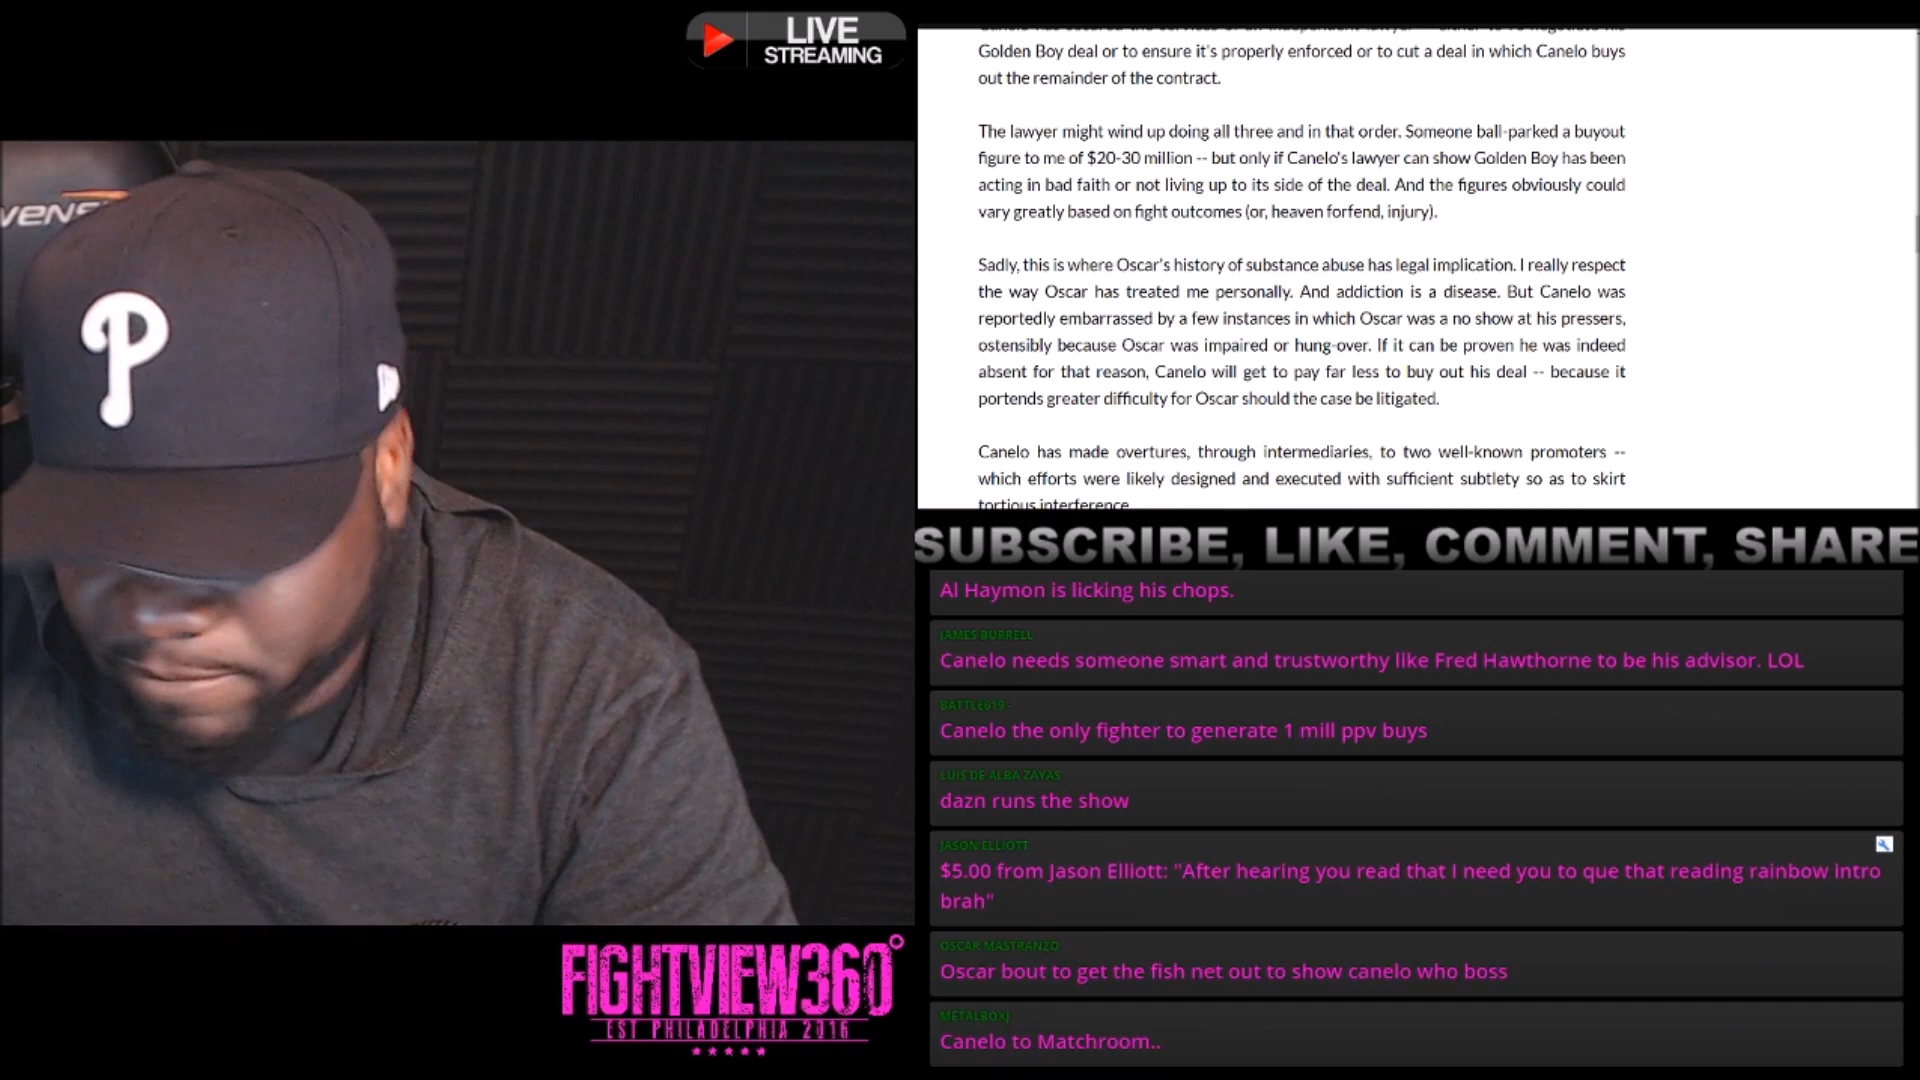 LIVE
STREAMING
Golden Boy deal or to ensure it's properly enforced or to cut a deal in which Canelo buys
out the remainder of the contract.
The lawyer might wind up doing all three and in that order. Someone ball-parked a buyout
figure to me of $20-30 million -- but only if Canelo's lawyer can show Golden Boy has been
acting in bad faith or not living up to its side of the deal. And the figures obviously could
vary greatly based on fight outcomes (or, heaven forfend, injury).
Sadly, this is where Oscar's history of substance abuse has legal implication. I really respect
the way Oscar has treated me personally. And addiction is a disease. But Canelo was
reportedly embarrassed by a few instances in which Oscar was a no show at his pressers,
ostensibly because Oscar was impaired or hung-over. If it can be proven he was indeed
absent for that reason, Canelo will get to pay far less to buy out his deal -- because it
portends greater difficulty for Oscar should the case be litigated.
Canelo has made overtures, through intermediaries, to two well-known promoters --
which efforts were likely designed and executed with sufficient subtlety so as to skirt
tortious interference
P
SUBSCRIBE, LIKE, COMMENT, SHARE
Al Haymon is licking his chops.
JAMES BURRELL
Canelo needs someone smart and trustworthy like Fred Hawthorne to be his advisor. LOL
BATTLE619 -
Canelo the only fighter to generate 1 mill ppv buys
LUIS DE ALBA ZAYAS
dazn runs the show
JASON ELLIOTT
$5.00 from Jason Elliott: "After hearing you read that I need you to que that reading rainbow intro
brah"
OSCAR MASTRANZO
Oscar bout to get the fish net out to show canelo who boss
METALBOXJ
Canelo to Matchroom..
FIGHTVIEW360°
EST PHILADELPHIA 2016